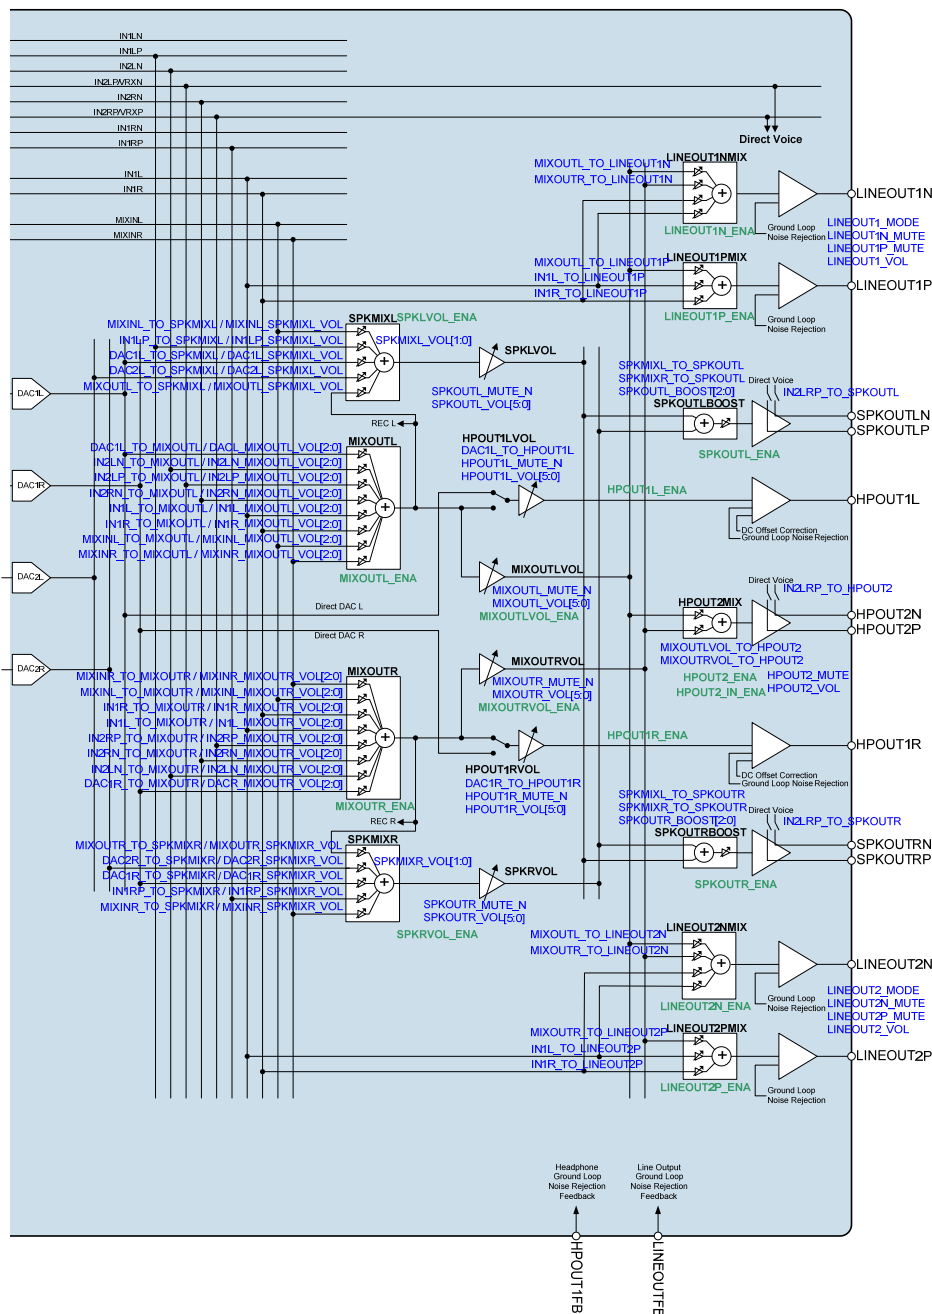 IN1LN
IN1LP
IN2LN
IN2LP/VRXN
IN2RN
IN2RP/VRXP
IN1RN
IN1RP
IN1L
IN1R
MIXINL
MIXINR
Direct Voice
MIXOUTL_TO_LINEOUT1N
MIXOUTR_TO_LINEOUT1N
LINEOUT1NMIX
LINEOUT1N_ENA
Ground Loop
Noise Rejection
LINEOUT1N
LINEOUT1_MODE
LINEOUT1N_MUTE
LINEOUT1P_MUTE
LINEOUT1_VOL
MIXOUTL_TO_LINEOUT1P
IN1L_TO_LINEOUT1P
IN1R_TO_LINEOUT1P
LINEOUT1PMIX
LINEOUT1P_ENA
Ground Loop
Noise Rejection
LINEOUT1P
SPKMIXL
SPKLVOL_ENA
MIXINL_TO_SPKMIXL / MIXINL_SPKMIXL_VOL
IN1LP_TO_SPKMIXL / IN1LP_SPKMIXL_VOL
DAC1L_TO_SPKMIXL / DAC1L_SPKMIXL_VOL
DAC2L_TO_SPKMIXL / DAC2L_SPKMIXL_VOL
MIXOUTL_TO_SPKMIXL / MIXOUTL_SPKMIXL_VOL
SPKMIXL_VOL[1:0]
SPKLVOL
SPKOUTL_MUTE_N
SPKOUTL_VOL[5:0]
SPKMIXL_TO_SPKOUTL
SPKMIXR_TO_SPKOUTL
SPKOUTL_BOOST[2:0]
SPKOUTLBOOST
SPKOUTL_ENA
Direct Voice
IN2LRP_TO_SPKOUTL
SPKOUTLN
SPKOUTLP
DAC1L
REC L
MIXOUTL
DAC1L_TO_MIXOUTL / DACL_MIXOUTL_VOL[2:0]
IN2LN_TO_MIXOUTL / IN2LN_MIXOUTL_VOL[2:0]
IN2LP_TO_MIXOUTL / IN2LP_MIXOUTL_VOL[2:0]
IN2RN_TO_MIXOUTL / IN2RN_MIXOUTL_VOL[2:0]
IN1L_TO_MIXOUTL / IN1L_MIXOUTL_VOL[2:0]
IN1R_TO_MIXOUTL / IN1R_MIXOUTL_VOL[2:0]
MIXINL_TO_MIXOUTL / MIXINL_MIXOUTL_VOL[2:0]
MIXINR_TO_MIXOUTL / MIXINR_MIXOUTL_VOL[2:0]
MIXOUTL_ENA
HPOUT1LVOL
DAC1L_TO_HPOUT1L
HPOUT1L_MUTE_N
HPOUT1L_VOL[5:0]
HPOUT1L_ENA
DC Offset Correction
Ground Loop Noise Rejection
HPOUT1L
DAC1R
DAC2L
MIXOUTLVOL
MIXOUTL_MUTE_N
MIXOUTL_VOL[5:0]
MIXOUTLVOL_ENA
Direct DAC L
Direct DAC R
HPOUT2MIX
Direct Voice
IN2LRP_TO_HPOUT2
HPOUT2N
HPOUT2P
MIXOUTLVOL_TO_HPOUT2
MIXOUTRVOL_TO_HPOUT2
HPOUT2_ENA
HPOUT2_IN_ENA
HPOUT2_MUTE
HPOUT2_VOL
DAC2R
MIXOUTRVOL
MIXOUTR_MUTE_N
MIXOUTR_VOL[5:0]
MIXOUTRVOL_ENA
MIXOUTR
MIXINR_TO_MIXOUTR / MIXINR_MIXOUTR_VOL[2:0]
MIXINL_TO_MIXOUTR / MIXINL_MIXOUTR_VOL[2:0]
IN1R_TO_MIXOUTR / IN1R_MIXOUTR_VOL[2:0]
IN1L_TO_MIXOUTR / IN1L_MIXOUTR_VOL[2:0]
IN2RP_TO_MIXOUTR / IN2RP_MIXOUTR_VOL[2:0]
IN2RN_TO_MIXOUTR / IN2RN_MIXOUTR_VOL[2:0]
IN2LN_TO_MIXOUTR / IN2LN_MIXOUTR_VOL[2:0]
DAC1R_TO_MIXOUTR / DACR_MIXOUTR_VOL[2:0]
MIXOUTR_ENA
HPOUT1RVOL
DAC1R_TO_HPOUT1R
HPOUT1R_MUTE_N
HPOUT1R_VOL[5:0]
HPOUT1R_ENA
DC Offset Correction
Ground Loop Noise Rejection
HPOUT1R
REC R
SPKMIXR
MIXOUTR_TO_SPKMIXR / MIXOUTR_SPKMIXR_VOL
DAC2R_TO_SPKMIXR / DAC2R_SPKMIXR_VOL
DAC1R_TO_SPKMIXR / DAC1R_SPKMIXR_VOL
IN1RP_TO_SPKMIXR / IN1RP_SPKMIXR_VOL
MIXINR_TO_SPKMIXR / MIXINR_SPKMIXR_VOL
SPKMIXR_VOL[1:0]
SPKRVOL_ENA
SPKRVOL
SPKOUTR_MUTE_N
SPKOUTR_VOL[5:0]
SPKMIXL_TO_SPKOUTR
SPKMIXR_TO_SPKOUTR
SPKOUTR_BOOST[2:0]
SPKOUTRBOOST
SPKOUTR_ENA
Direct Voice
IN2LRP_TO_SPKOUTR
SPKOUTRN
SPKOUTRP
MIXOUTL_TO_LINEOUT2N
MIXOUTR_TO_LINEOUT2N
LINEOUT2NMIX
LINEOUT2N_ENA
Ground Loop
Noise Rejection
LINEOUT2N
LINEOUT2_MODE
LINEOUT2N_MUTE
LINEOUT2P_MUTE
LINEOUT2_VOL
MIXOUTR_TO_LINEOUT2P
IN1L_TO_LINEOUT2P
IN1R_TO_LINEOUT2P
LINEOUT2PMIX
LINEOUT2P_ENA
Ground Loop
Noise Rejection
LINEOUT2P
Headphone
Ground Loop
Noise Rejection
Feedback
Line Output
Ground Loop
Noise Rejection
Feedback
HPOUT1FB
LINEOUTFB